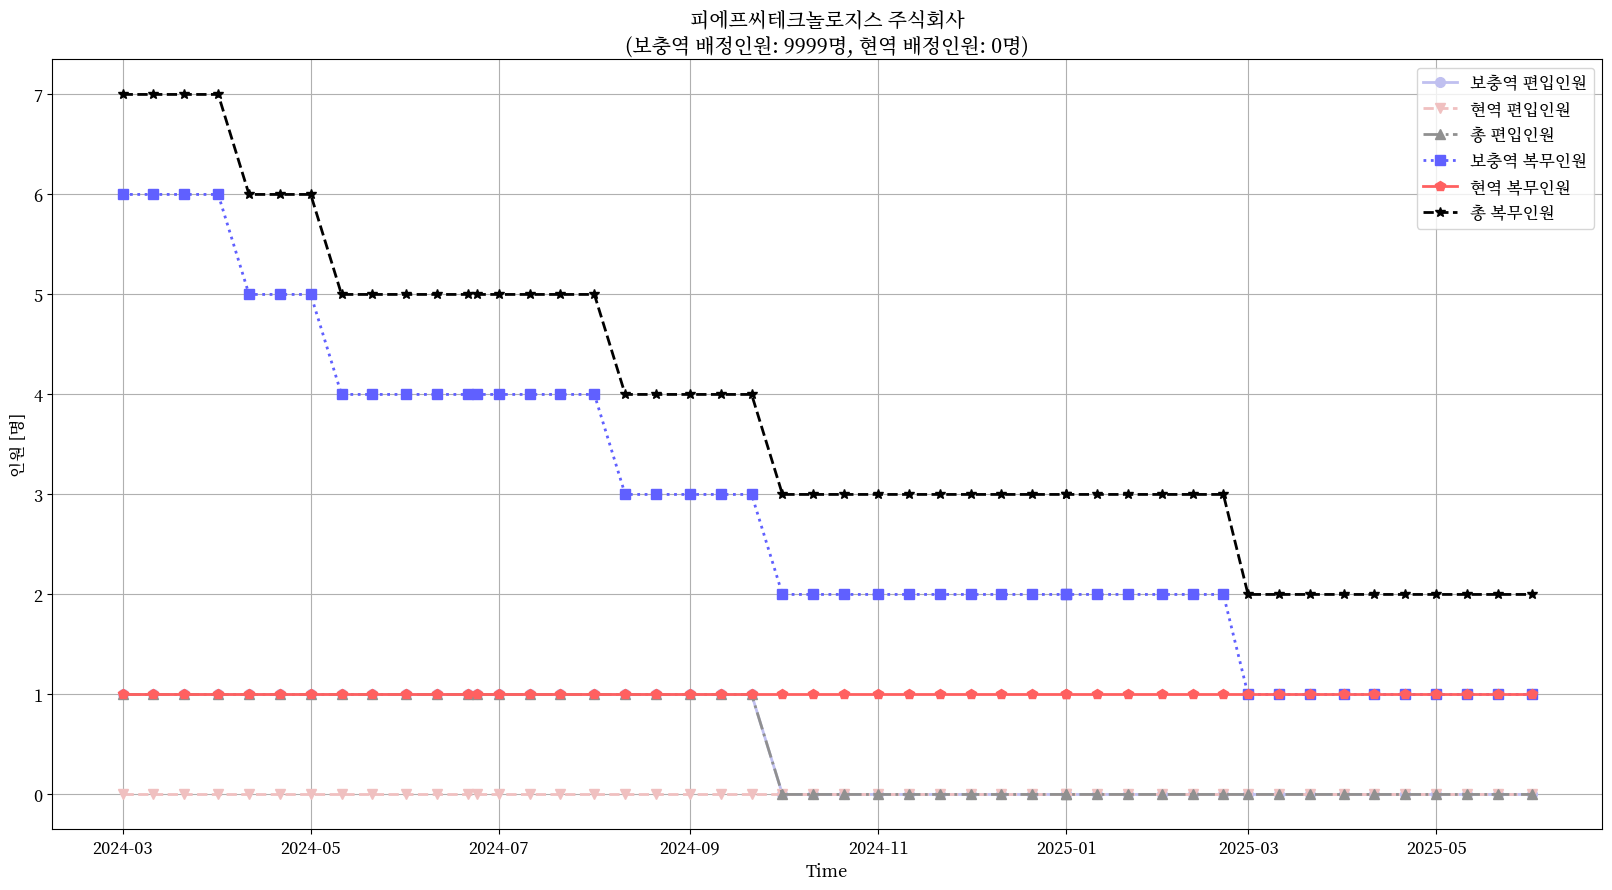 피에프씨테크놀로지스 주식회사
(보충역 배정인원: 9999명, 현역 배정인원: 0명)
보충역 편입인원
현역 편입인원
총 편입인원
보충역 복무인원
현역 복무인원
총 복무인원
인원 [명]
7
6
5
4
3
2
1
0
2024-03
2024-05
2024-07
2024-09
2024-11
2025-01
2025-03
2025-05
Time